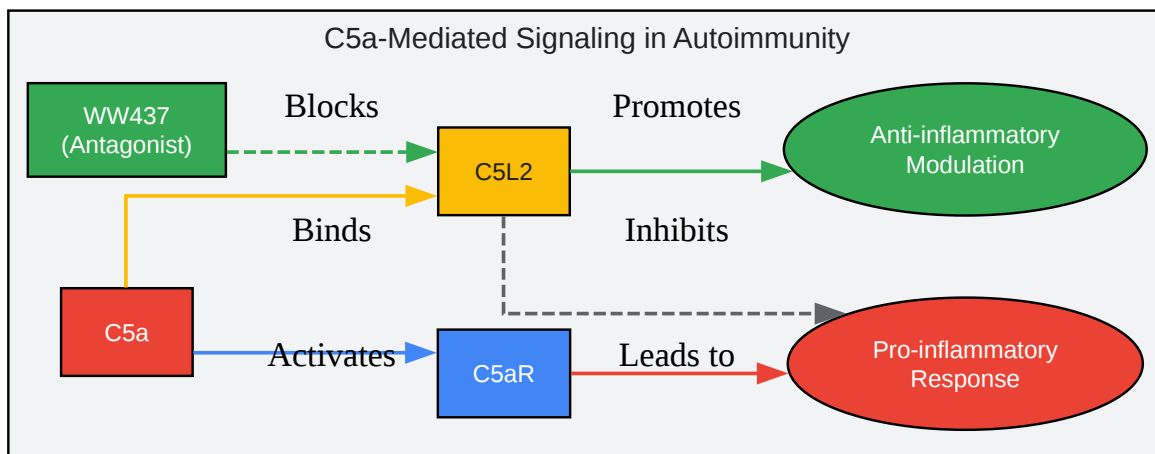 C5a-Mediated Signaling in Autoimmunity
WW437
(Antagonist)
Blocks
Promotes
Anti-inflammatory
Modulation
C5L2
Binds
Inhibits
C5a
Activates
C5aR
Leads to
Pro-inflammatory
Response